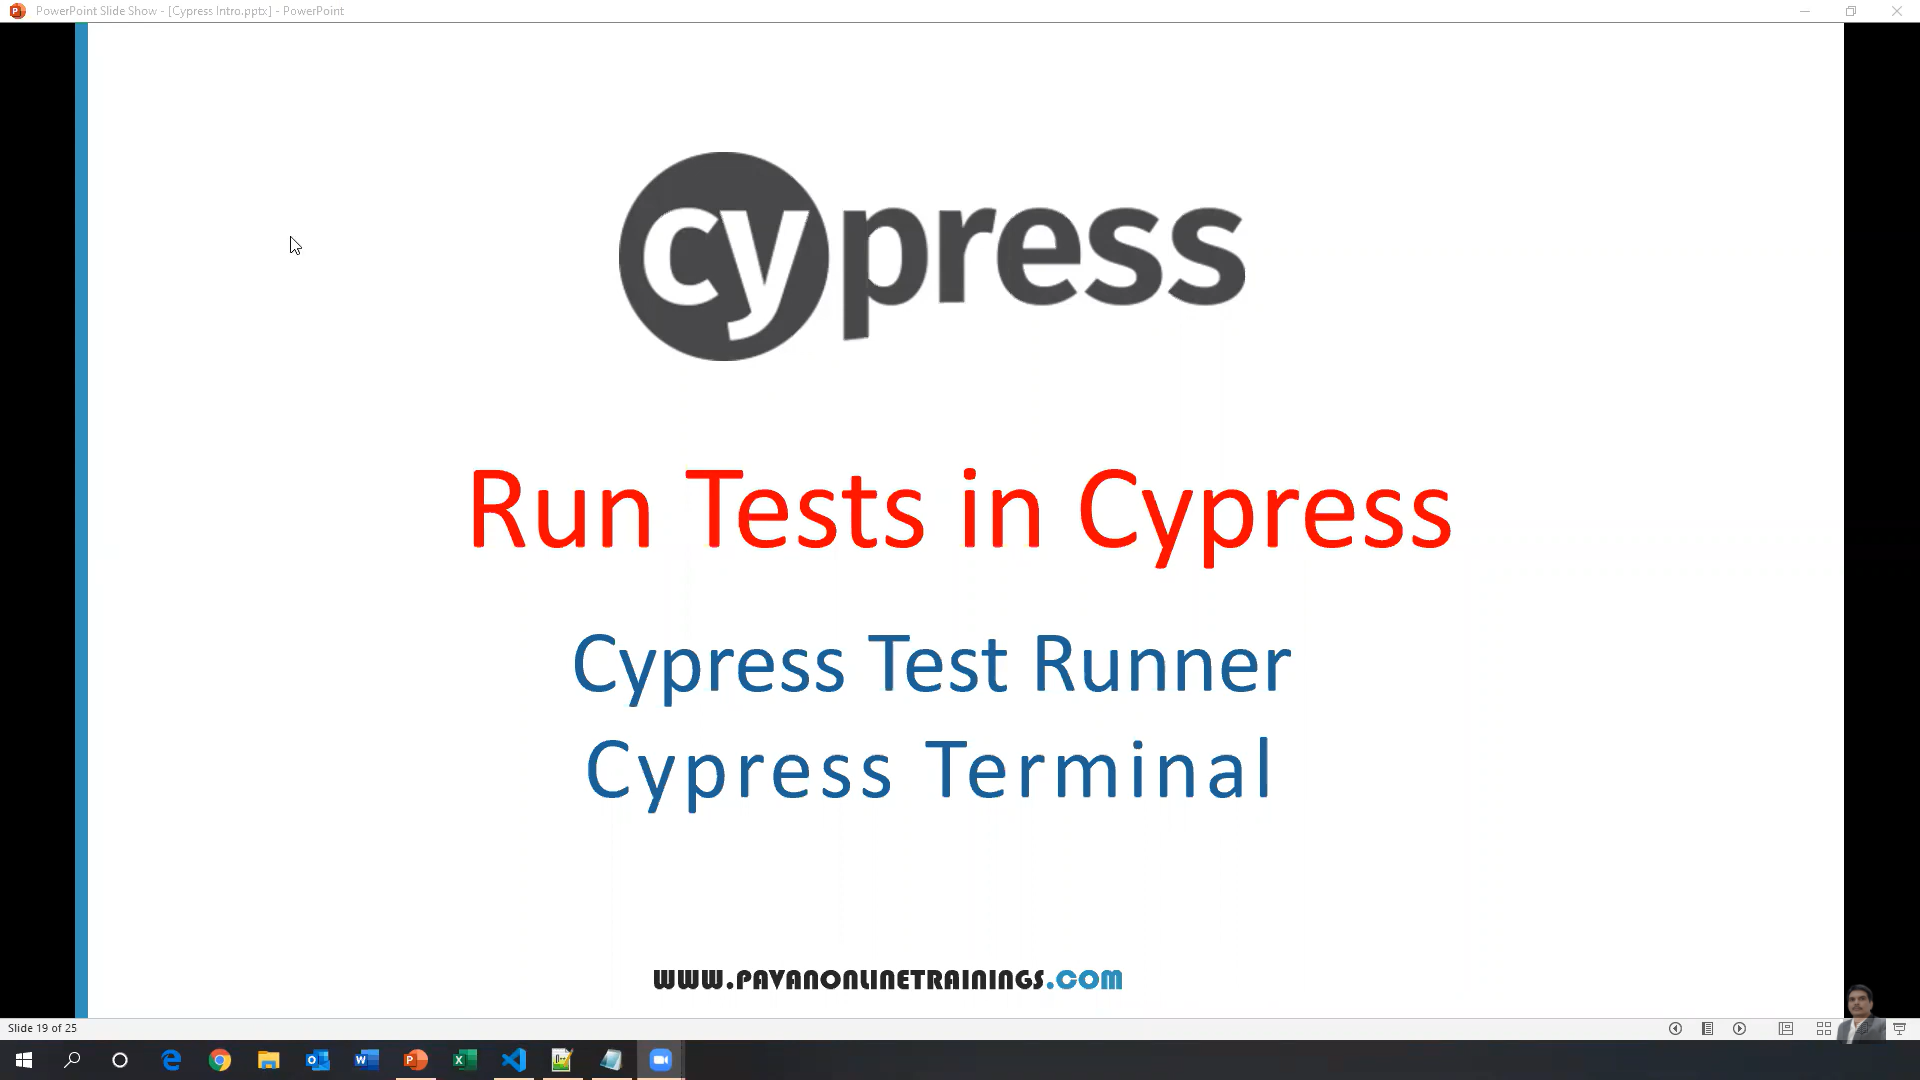 PowerPoint Slide Show - [Cypress Intro.pptx] - PowerPoint
cypress
Run Tests in Cypress
Cypress Test Runner
Cypress Terminal
WWW.PAVANONLINETRAININGS.COM
Slide 19 of 25